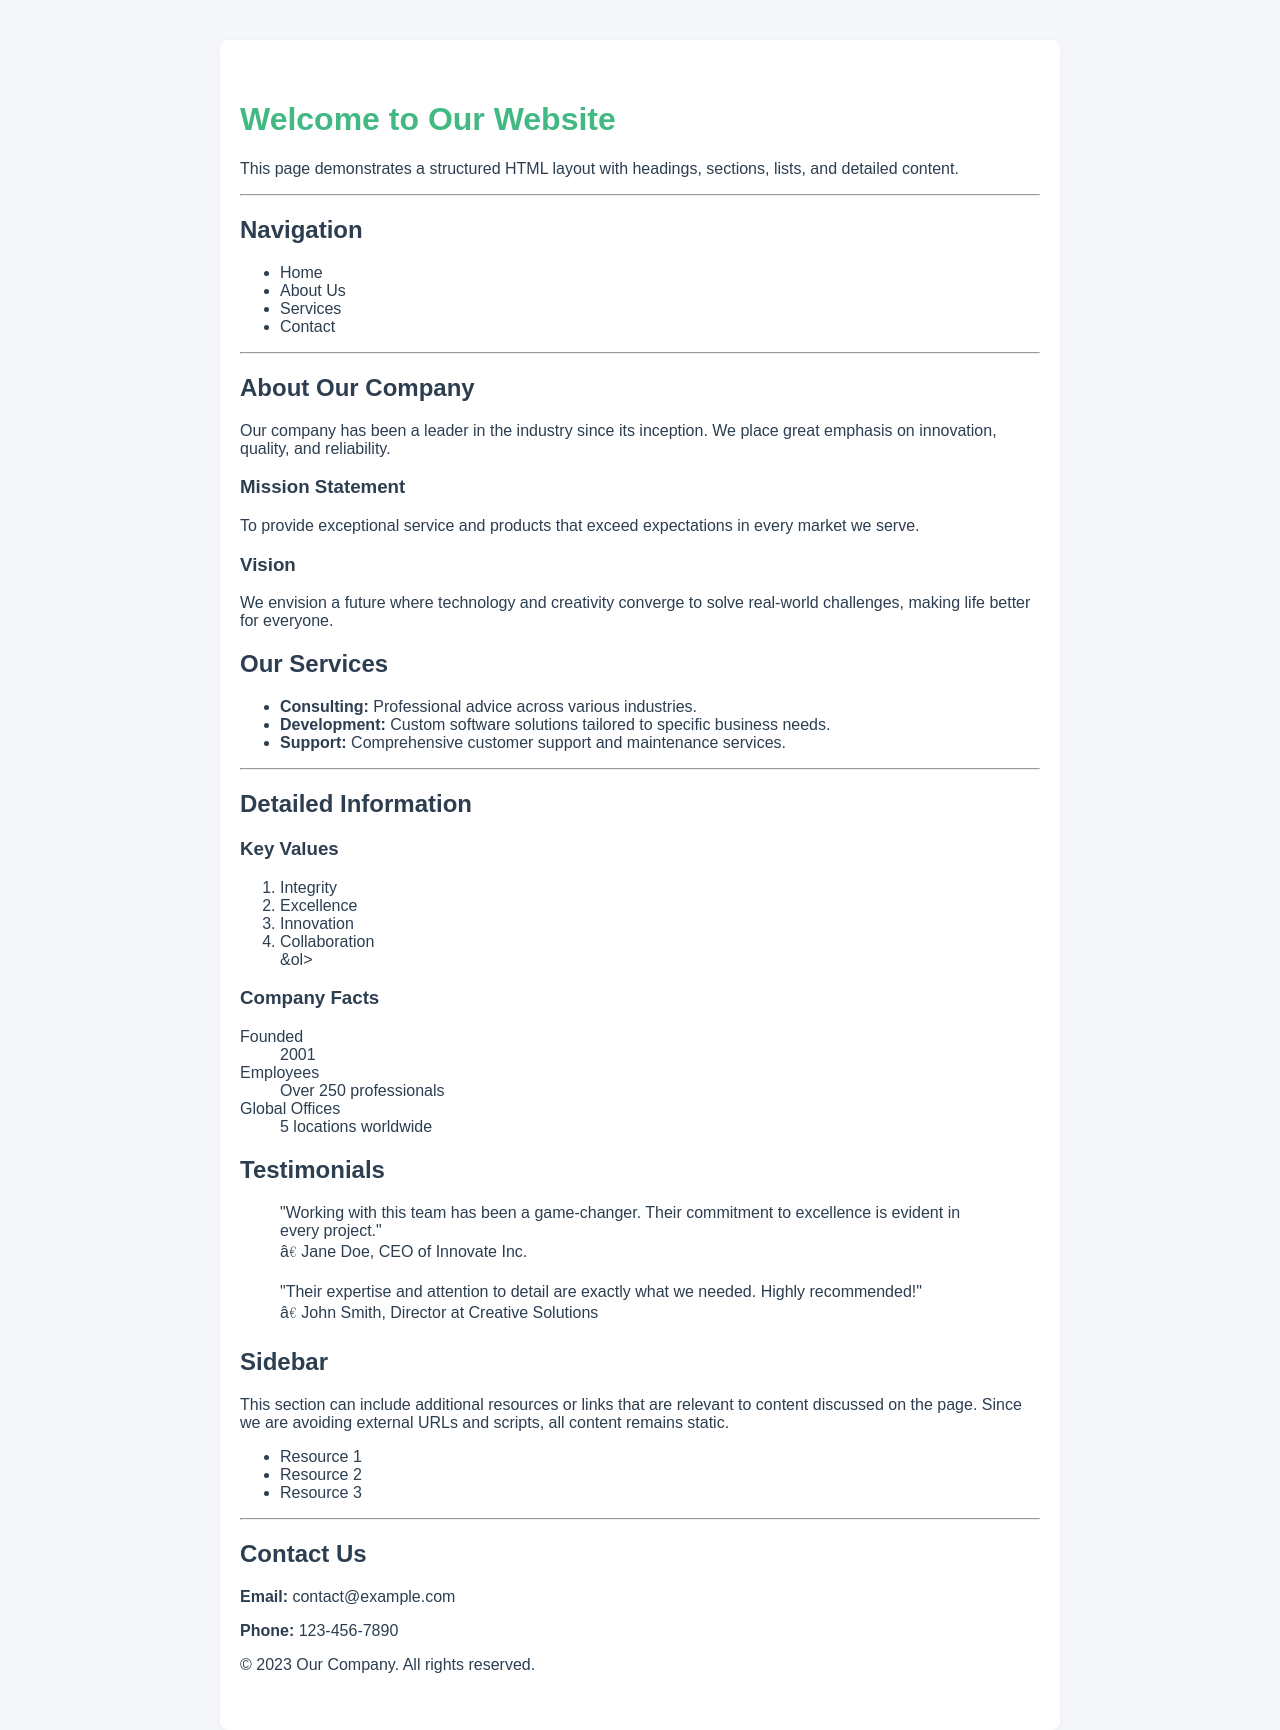 Welcome to Our Website
This page demonstrates a structured HTML layout with headings, sections, lists, and detailed content.
Navigation
• Home
• About Us
• Services
• Contact
About Our Company
Our company has been a leader in the industry since its inception. We place great emphasis on innovation,
quality, and reliability.
Mission Statement
To provide exceptional service and products that exceed expectations in every market we serve.
Vision
We envision a future where technology and creativity converge to solve real-world challenges, making life better
for everyone.
Our Services
• Consulting: Professional advice across various industries.
• Development: Custom software solutions tailored to specific business needs.
• Support: Comprehensive customer support and maintenance services.
Detailed Information
Key Values
1. Integrity
2. Excellence
3. Innovation
4. Collaboration
&ol>
Company Facts
Founded
2001
Employees
Over 250 professionals
Global Offices
5 locations worldwide
Testimonials
"Working with this team has been a game-changer. Their commitment to excellence is evident in
every project."
â€ Jane Doe, CEO of Innovate Inc.
"Their expertise and attention to detail are exactly what we needed. Highly recommended!"
â€ John Smith, Director at Creative Solutions
Sidebar
This section can include additional resources or links that are relevant to content discussed on the page. Since
we are avoiding external URLs and scripts, all content remains static.
• Resource 1
• Resource 2
• Resource 3
Contact Us
Email: contact@example.com
Phone: 123-456-7890
© 2023 Our Company. All rights reserved.